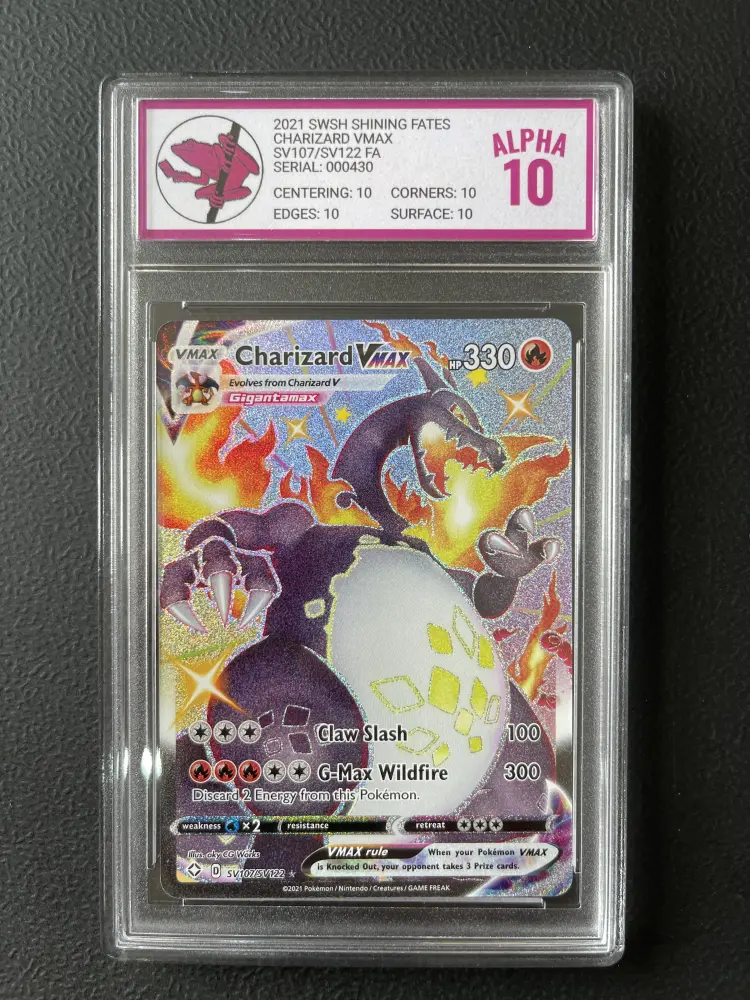 2021 SWSH SHINING FATES
CHARIZARD VMAX
SV107/SV122 FA
SERIAL: 000430
CENTERING: 10 CORNERS: 10
EDGES: 10 SURFACE: 10
ALPHA
10
VMAX Charizard VMAX HP 330
Evolves from Charizard V
Gigantamax
Claw Slash 100
G-Max Wildfire 300
Discard 2 Energy from this Pokémon.
weakness ×2 resistance retreat
Illus. aky CG Works
VMAX rule When your Pokémon VMAX
is Knocked Out, your opponent takes 3 Prize cards.
D SV107/SV122
©2021 Pokémon / Nintendo / Creatures / GAME FREAK